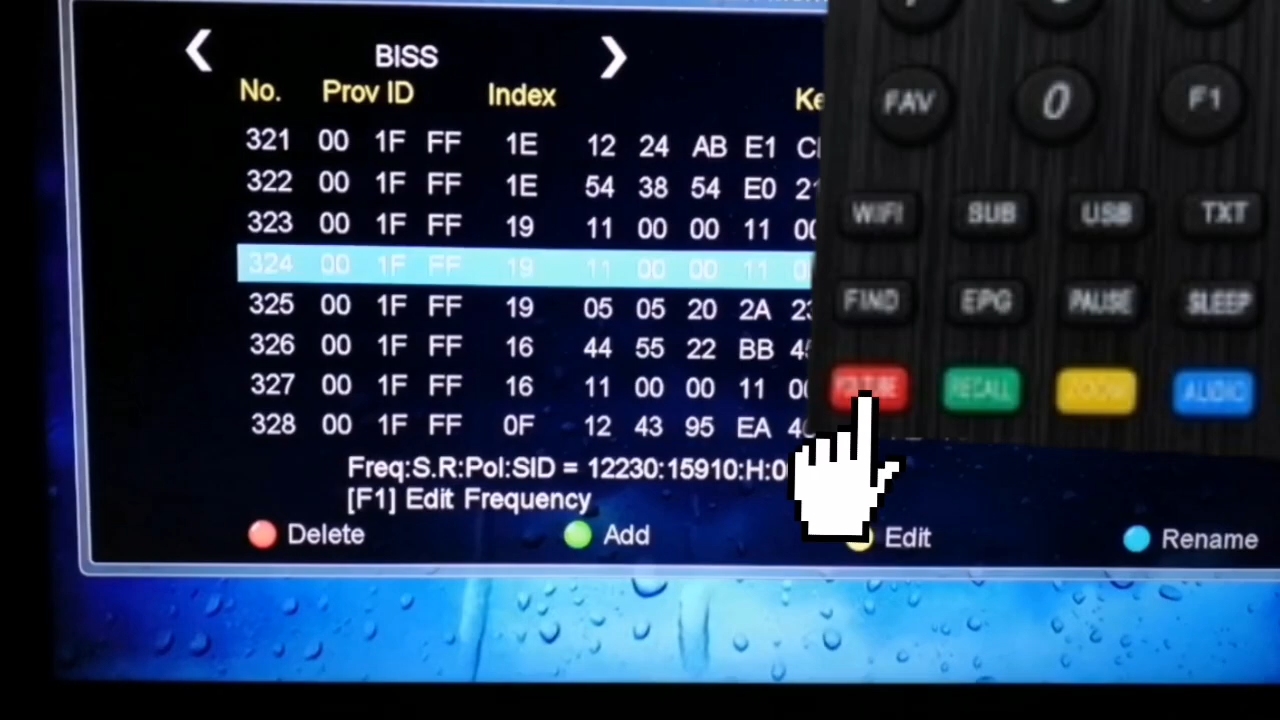 BISS
No. Prov ID Index
321 00 1F FF 1E 12 24 AB E1
322 00 1F FF 1E 54 38 54 E0
323 00 1F FF 19 11 00 00 11
324 00 1F FF 19 11 00 00 11
325 00 1F FF 19 05 05 20 2A
326 00 1F FF 16 44 55 22 BB
327 00 1F FF 16 11 00 00 11
328 00 1F FF 0F 12 43 95 EA
Freq:S.R:Pol:SID = 12230:15910:H:0
[F1] Edit Frequency
Delete Add Edit Rename
FAV 0 F1
WIFI SUB USB TXT
FIND EPG PAUSE SLEEP
RECALL ZOOM AUDIO